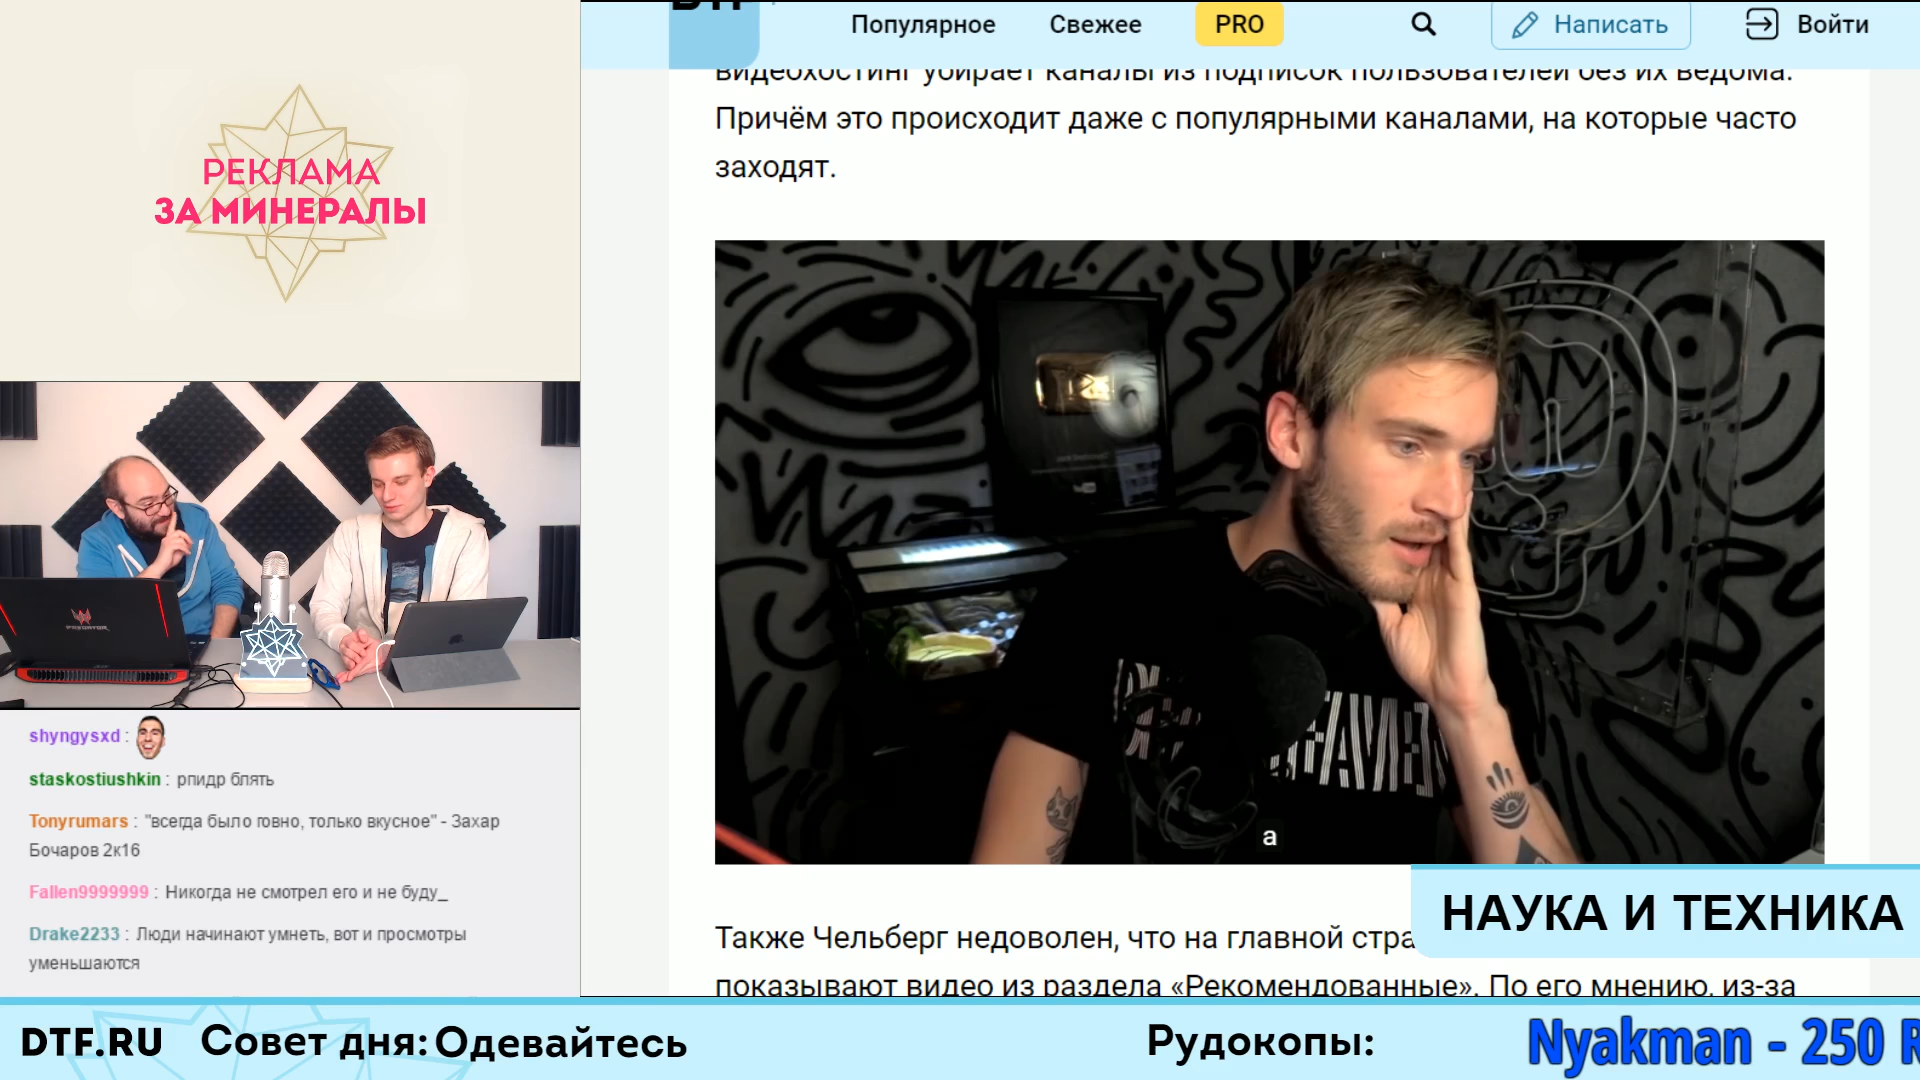 РЕКЛАМА
ЗА МИНЕРАЛЫ
PREDATOR
shyngysxd :
staskostiushkin : рпидр блять
Tonyrumars : "всегда было говно, только вкусное" - Захар
Бочаров 2к16
Fallen9999999 : Никогда не смотрел его и не буду_
Drake2233 : Люди начинают умнеть, вот и просмотры
уменьшаются
DTF
Популярное Свежее PRO Написать Войти
видеохостинг убирает каналы из подписок пользователей без их ведома.
Причём это происходит даже с популярными каналами, на которые часто
заходят.
a
Также Чельберг недоволен, что на главной стра
показывают видео из раздела «Рекомендованные». По его мнению, из-за
НАУКА И ТЕХНИКА
DTF.RU Совет дня: Одевайтесь Рудокопы: Nyakman - 250 R